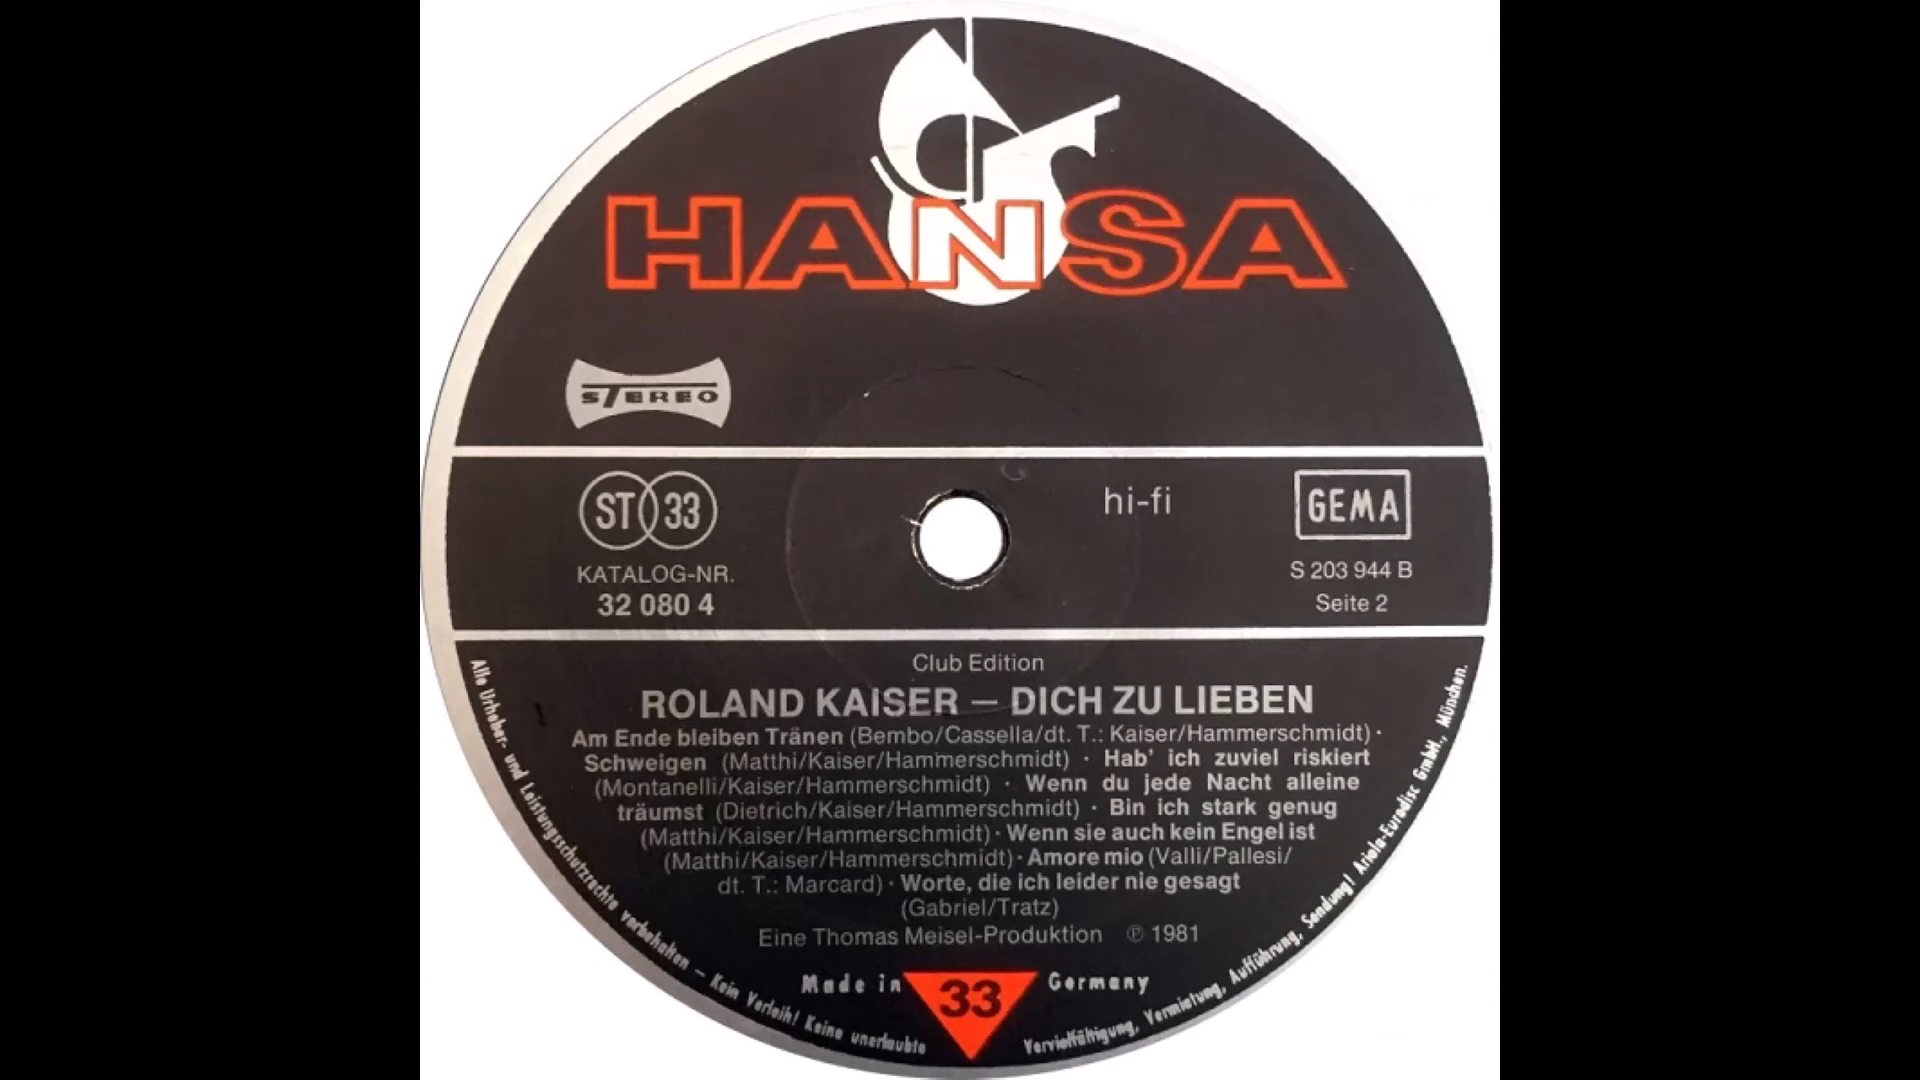 HANSA
STEREO
ST 33
KATALOG-NR.
32 080 4
hi-fi
GEMA
S 203 944 B
Seite 2
Club Edition
ROLAND KAISER – DICH ZU LIEBEN
Am Ende bleiben Tränen (Bembo/Cassella/dt. T.: Kaiser/Hammerschmidt) ·
Schweigen (Matthi/Kaiser/Hammerschmidt) · Hab' ich zuviel riskiert
(Montanelli/Kaiser/Hammerschmidt) · Wenn du jede Nacht alleine
träumst (Dietrich/Kaiser/Hammerschmidt) · Bin ich stark genug
(Matthi/Kaiser/Hammerschmidt) · Wenn sie auch kein Engel ist
(Matthi/Kaiser/Hammerschmidt) · Amore mio (Valli/Pallesi/
dt. T.: Marcard) · Worte, die ich leider nie gesagt
(Gabriel/Tratz)
Eine Thomas Meisel-Produktion ℗ 1981
Made in 33 Germany
Alle Urheber- und Leistungsschutzrechte vorbehalten – Kein Verleih! Keine unerlaubte Vervielfältigung, Vermietung, Aufführung, Sendung! Ariola-Eurodisc GmbH., München.